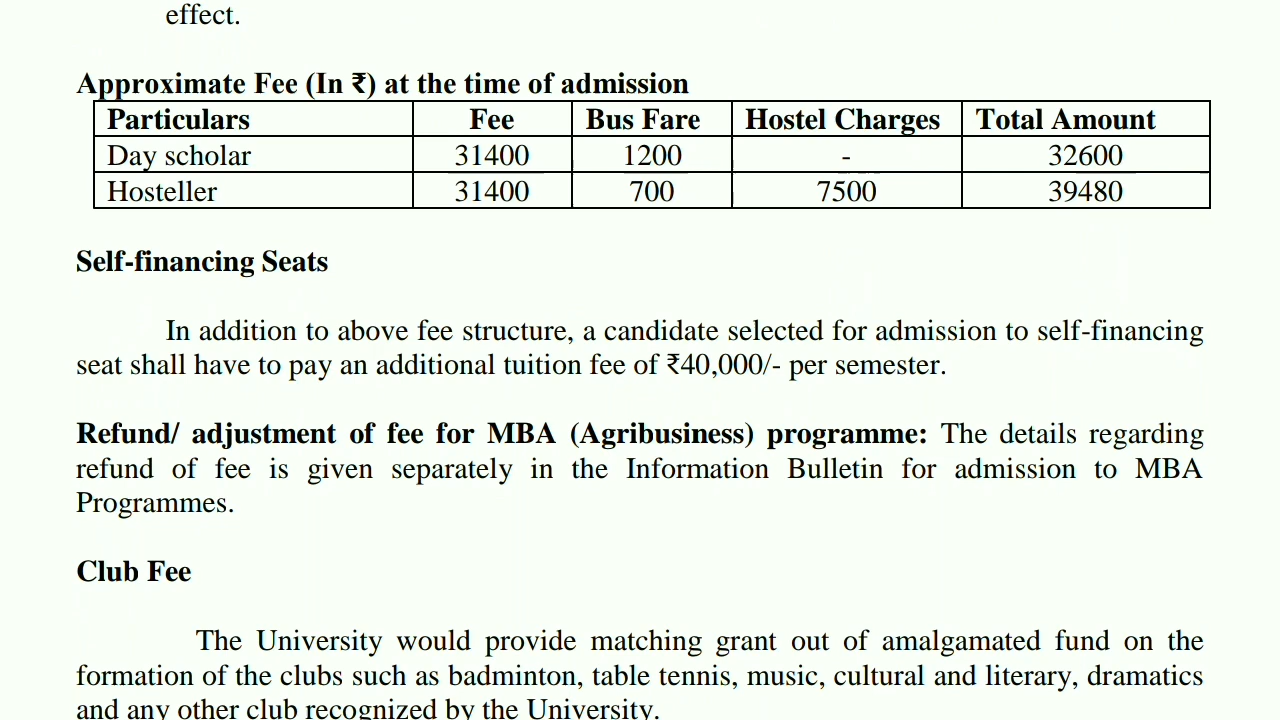 effect.
Approximate Fee (In ₹) at the time of admission
Particulars Fee Bus Fare Hostel Charges Total Amount
Day scholar 31400 1200 - 32600
Hosteller 31400 700 7500 39480
Self-financing Seats
In addition to above fee structure, a candidate selected for admission to self-financing
seat shall have to pay an additional tuition fee of ₹40,000/- per semester.
Refund/ adjustment of fee for MBA (Agribusiness) programme: The details regarding
refund of fee is given separately in the Information Bulletin for admission to MBA
Programmes.
Club Fee
The University would provide matching grant out of amalgamated fund on the
formation of the clubs such as badminton, table tennis, music, cultural and literary, dramatics
and any other club recognized by the University.